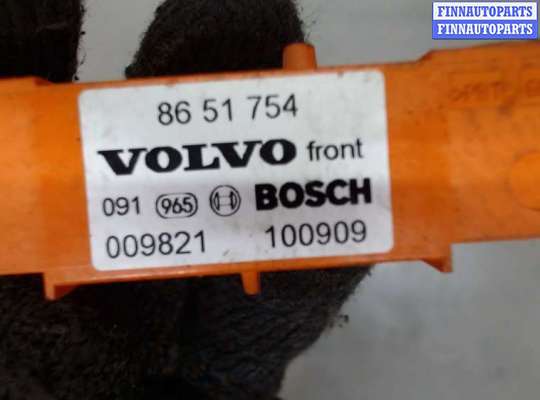 FINNAUTOPARTS
FINNAUTOPARTS
86 51 754
VOLVO front
091 965 BOSCH
009821 100909